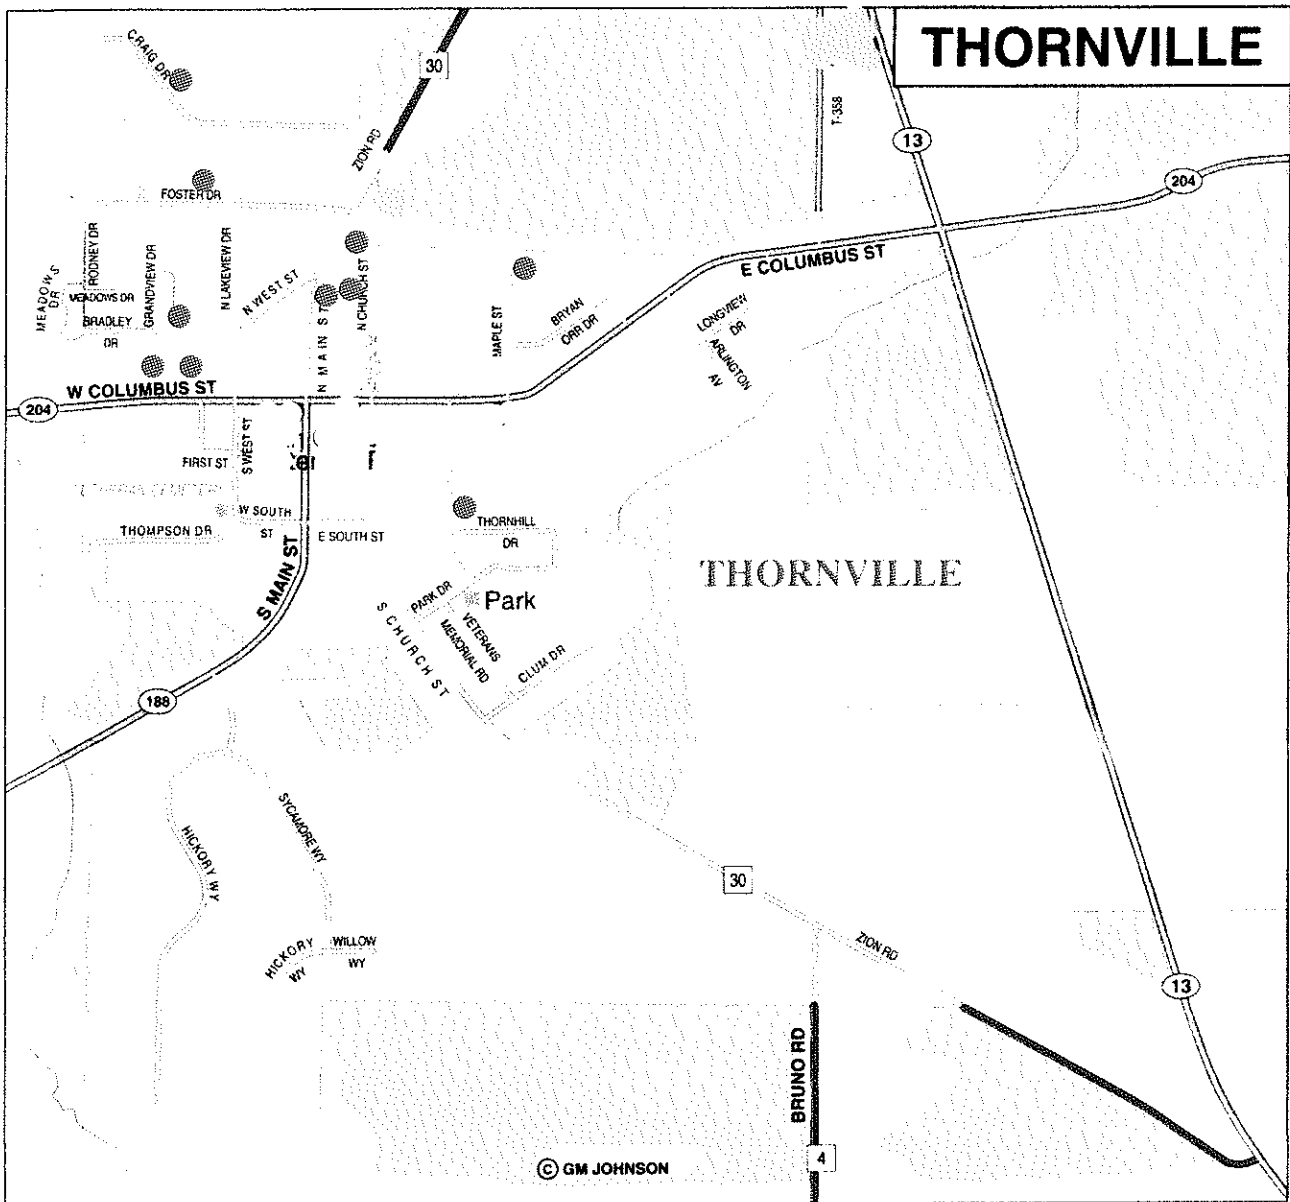 THORNVILLE
CRAIG DR
30
ZION RD
T-358
13
204
FOSTER DR
RODNEY DR
GRANDVIEW DR
N LAKEVIEW DR
N WEST ST
MEADOWS
DR
MEADOWS DR
BRADLEY
DR
N MAIN ST
N CHURCH ST
MAPLE ST
BRYAN
ORR DR
E COLUMBUS ST
LONGVIEW
DR
ARLINGTON
AV
W COLUMBUS ST
204
S WEST ST
FIRST ST
W SOUTH
ST
THOMPSON DR
E SOUTH ST
THORNHILL
DR
S MAIN ST
THORNVILLE
PARK DR
Park
VETERANS
MEMORIAL RD
S CHURCH ST
CLUM DR
188
SYCAMORE WY
HICKORY WY
30
HICKORY
WY
WILLOW
WY
ZION RD
13
BRUNO RD
4
© GM JOHNSON